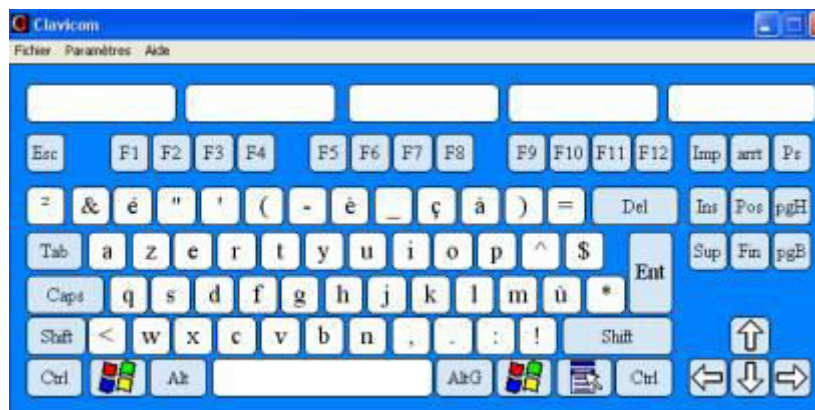 Clavicom
Fichier Paramètres Aide
Esc F1 F2 F3 F4 F5 F6 F7 F8 F9 F10 F11 F12 Imp arrt Ps
² & é " ' ( - è _ ç à ) = Del Ins Pos pgH
Tab a z e r t y u i o p ^ $ Ent Sup Fin pgB
Caps q s d f g h j k l m ù *
Shift < w x c v b n , . : ! Shift
Ctrl Alt AltG Ctrl